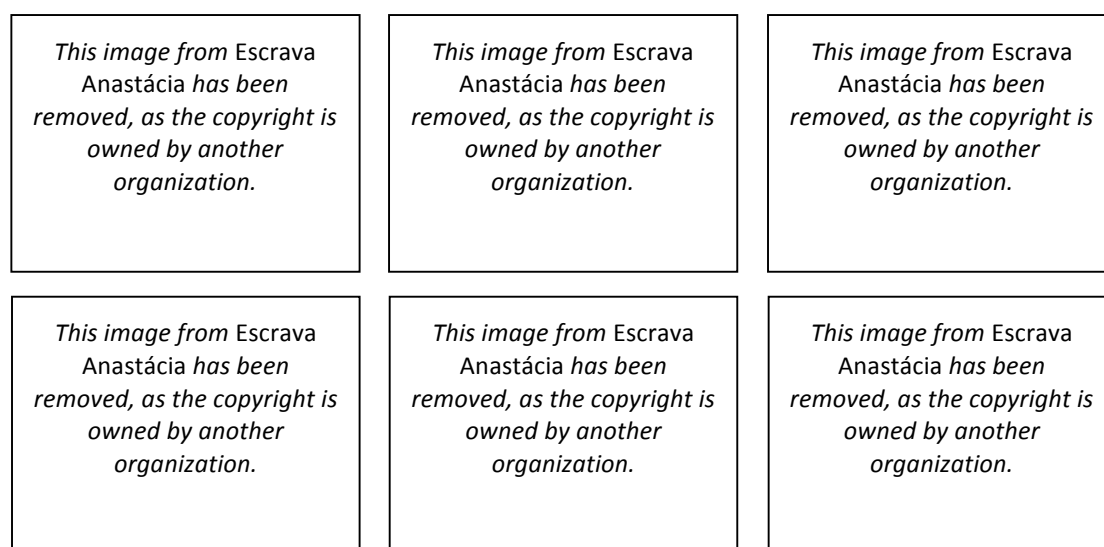 This image from Escrava
Anastácia has been
removed, as the copyright is
owned by another
organization.
This image from Escrava
Anastácia has been
removed, as the copyright is
owned by another
organization.
This image from Escrava
Anastácia has been
removed, as the copyright is
owned by another
organization.
This image from Escrava
Anastácia has been
removed, as the copyright is
owned by another
organization.
This image from Escrava
Anastácia has been
removed, as the copyright is
owned by another
organization.
This image from Escrava
Anastácia has been
removed, as the copyright is
owned by another
organization.